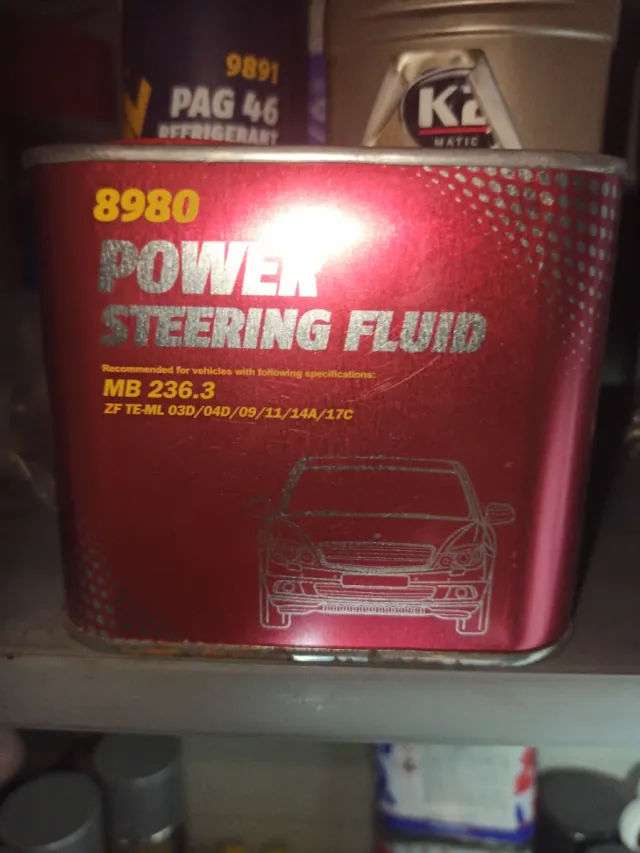 9891
PAG 46
REFRIGERANT
K2
MATIC
8980
POWER
STEERING FLUID
Recommended for vehicles with following specifications:
MB 236.3
ZF TE-ML 03D/04D/09/11/14A/17C